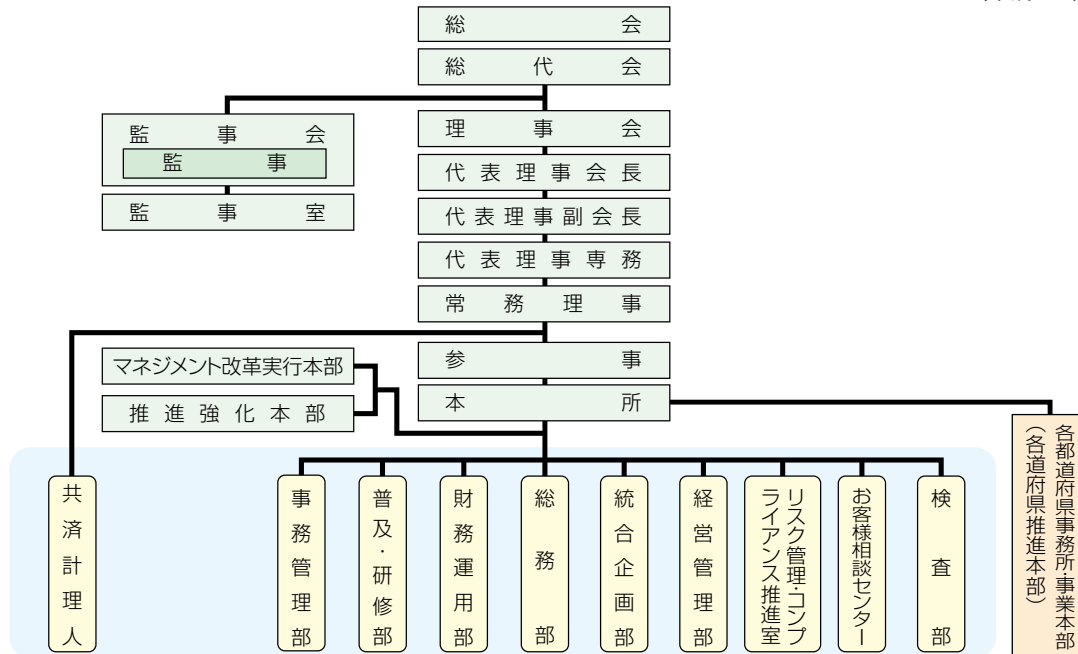 総会
総代会
監事会
監事
監事室
理事会
代表理事会長
代表理事副会長
代表理事専務
常務理事
参事
本所
マネジメント改革実行本部
推進強化本部
共済計理人
事務管理部
普及・研修部
財務運用部
総務部
統合企画部
経営管理部
リスク管理・コンプ
ライアンス推進室
お客様相談センター
検査部
各都道府県事務所・事業本部
（各道府県推進本部）